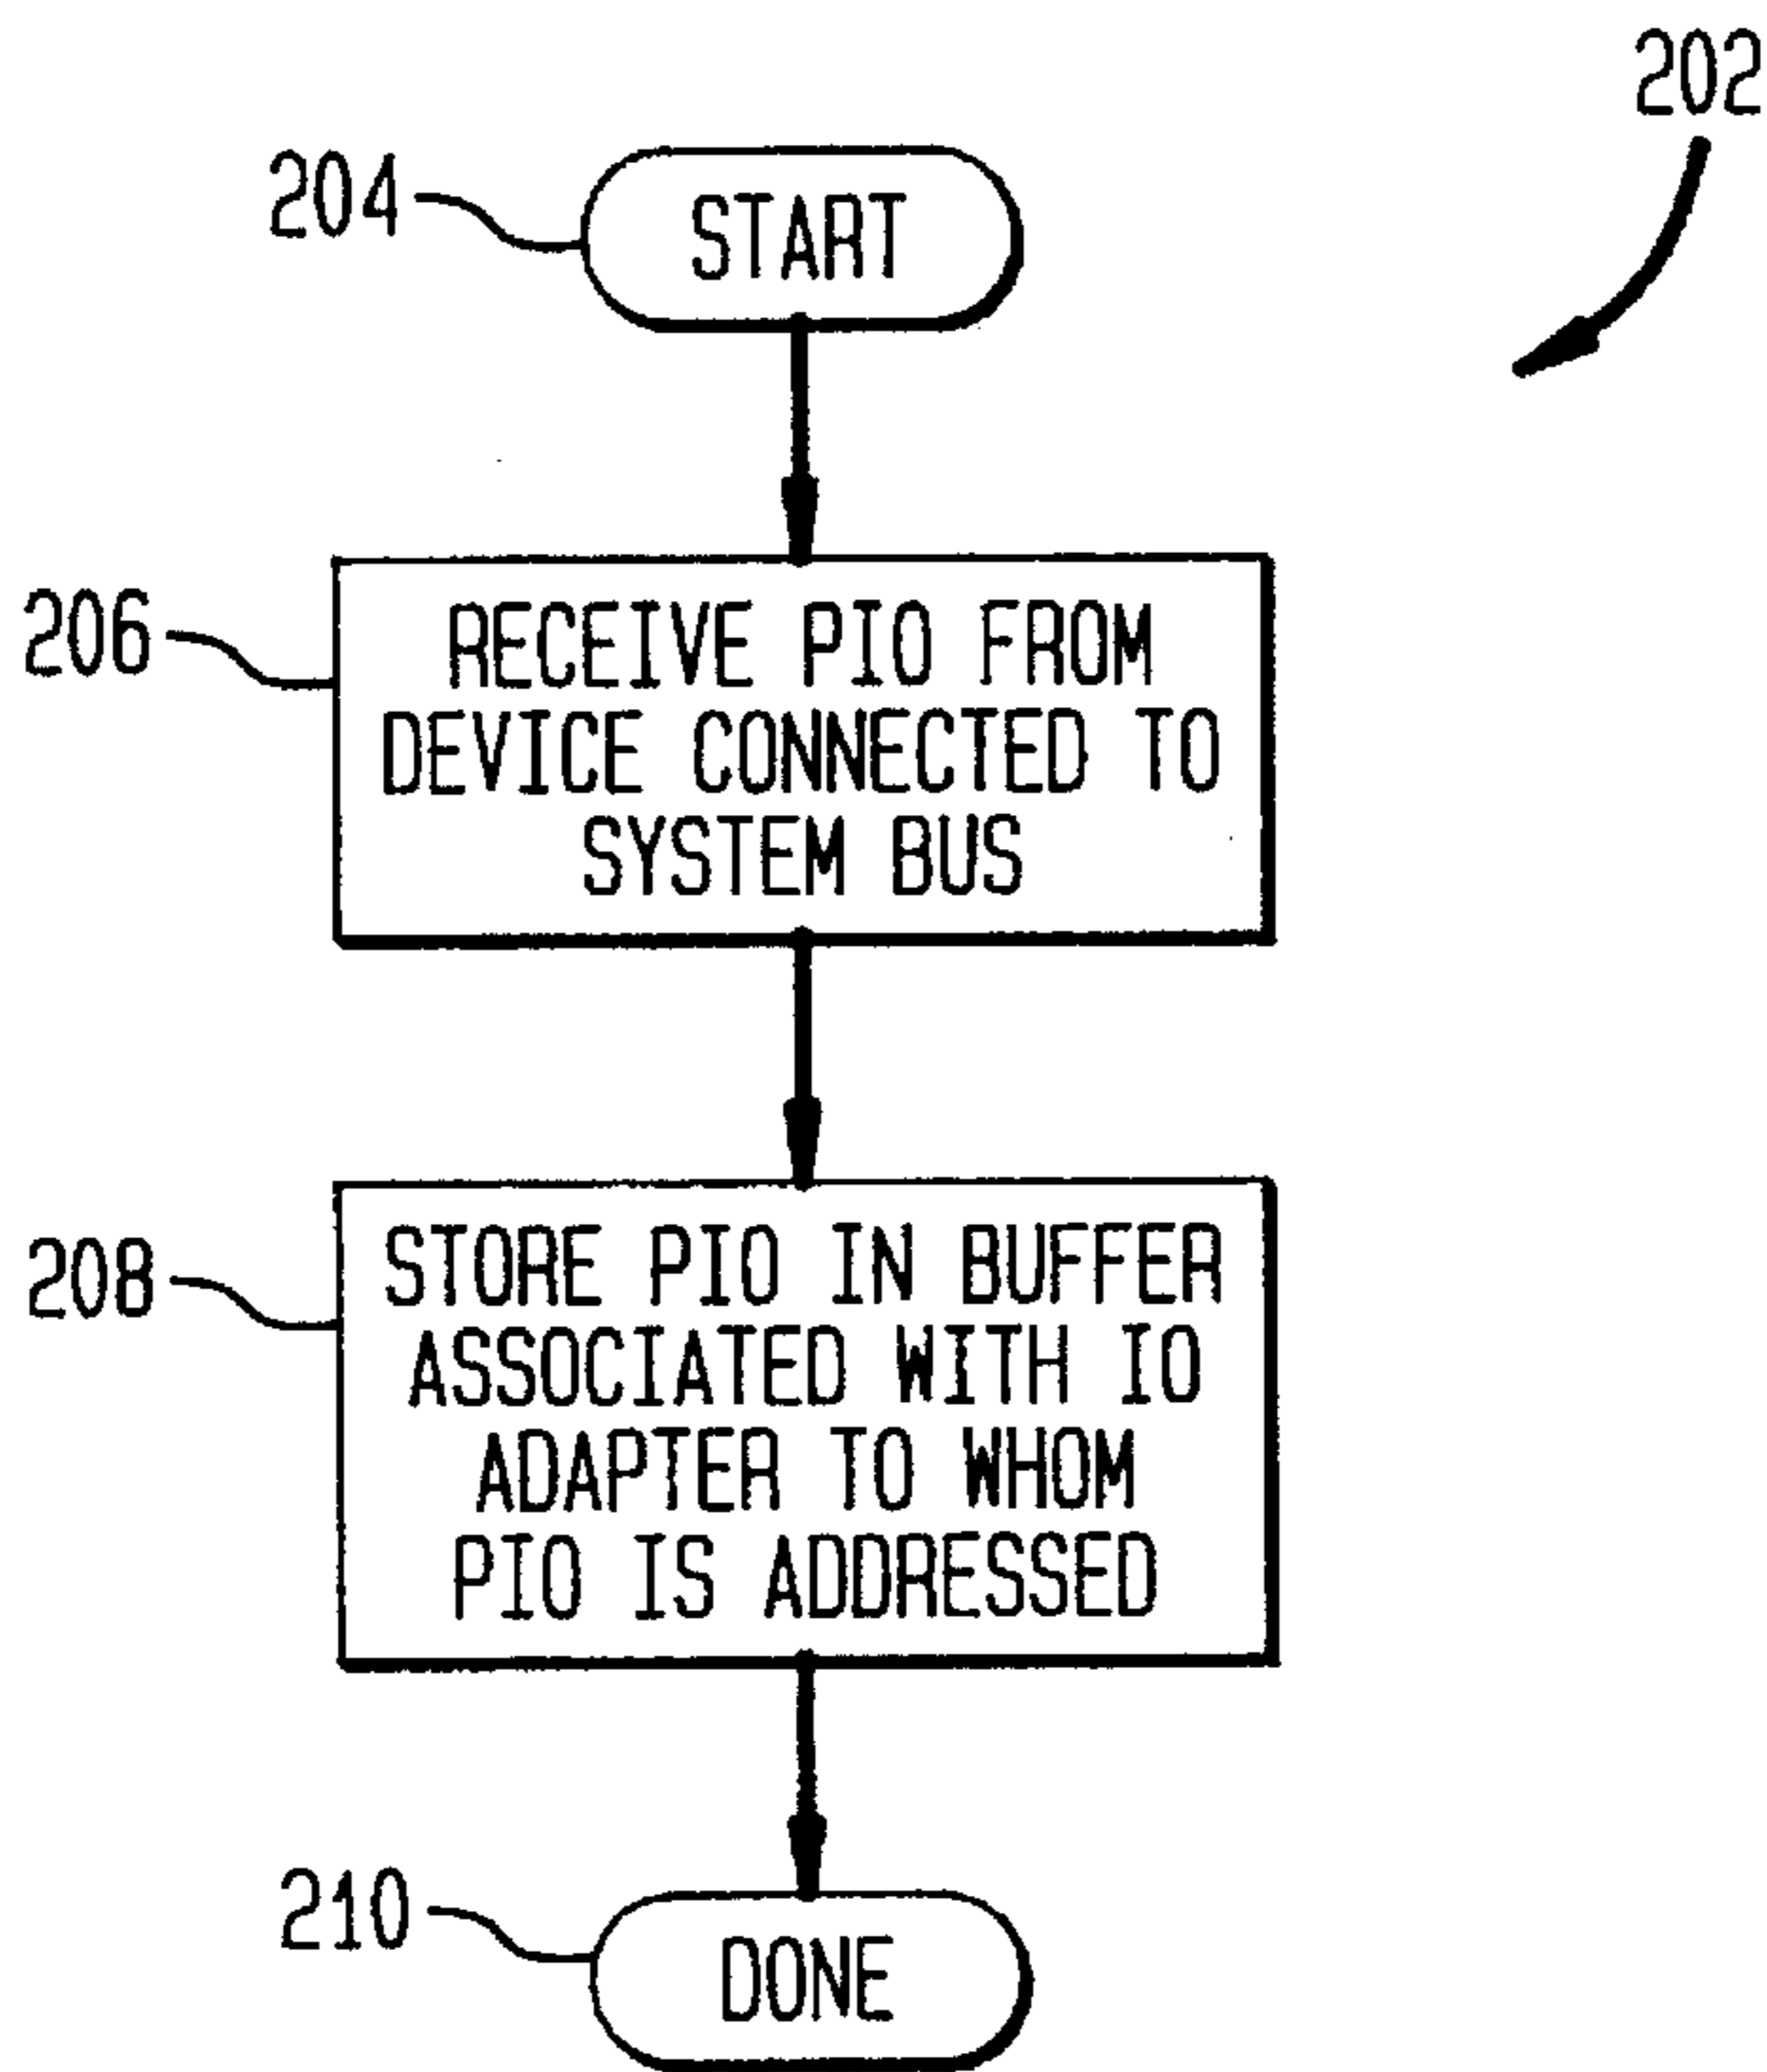 202
204
START
206
RECEIVE PIO FROM
DEVICE CONNECTED TO
SYSTEM BUS
208
STORE PIO IN BUFFER
ASSOCIATED WITH IO
ADAPTER TO WHOM
PIO IS ADDRESSED
210
DONE